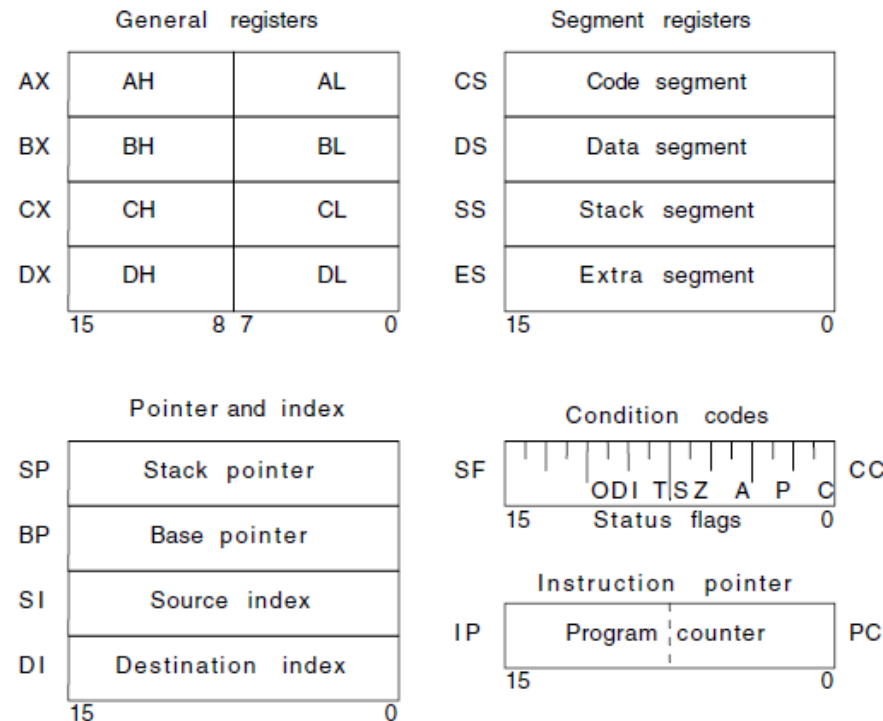 General registers
AX AH AL
BX BH BL
CX CH CL
DX DH DL
15 8 7 0
Segment registers
CS Code segment
DS Data segment
SS Stack segment
ES Extra segment
15 0
Pointer and index
SP Stack pointer
BP Base pointer
SI Source index
DI Destination index
15 0
Condition codes
SF O D I T S Z A P C CC
15 Status flags 0
Instruction pointer
IP Program counter PC
15 0